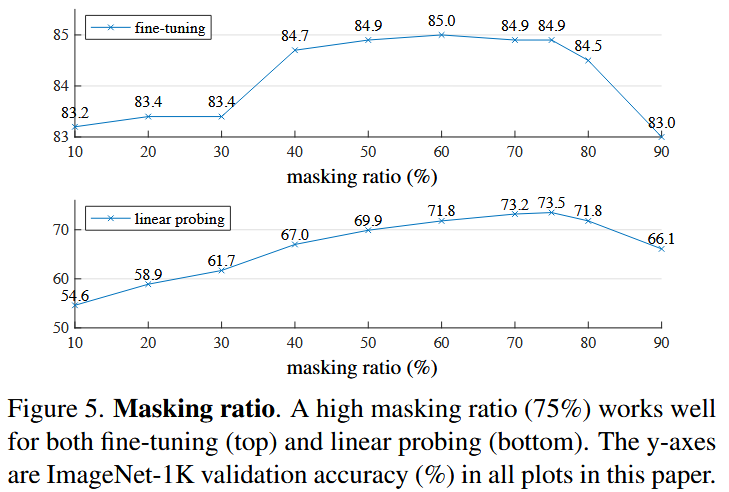 fine-tuning
85
84
83
83.2 83.4 83.4 84.7 84.9 85.0 84.9 84.9 84.5 83.0
10 20 30 40 50 60 70 80 90
masking ratio (%)
linear probing
70
60
50
54.6 58.9 61.7 67.0 69.9 71.8 73.2 73.5 71.8 66.1
10 20 30 40 50 60 70 80 90
masking ratio (%)
Figure 5. Masking ratio. A high masking ratio (75%) works well
for both fine-tuning (top) and linear probing (bottom). The y-axes
are ImageNet-1K validation accuracy (%) in all plots in this paper.